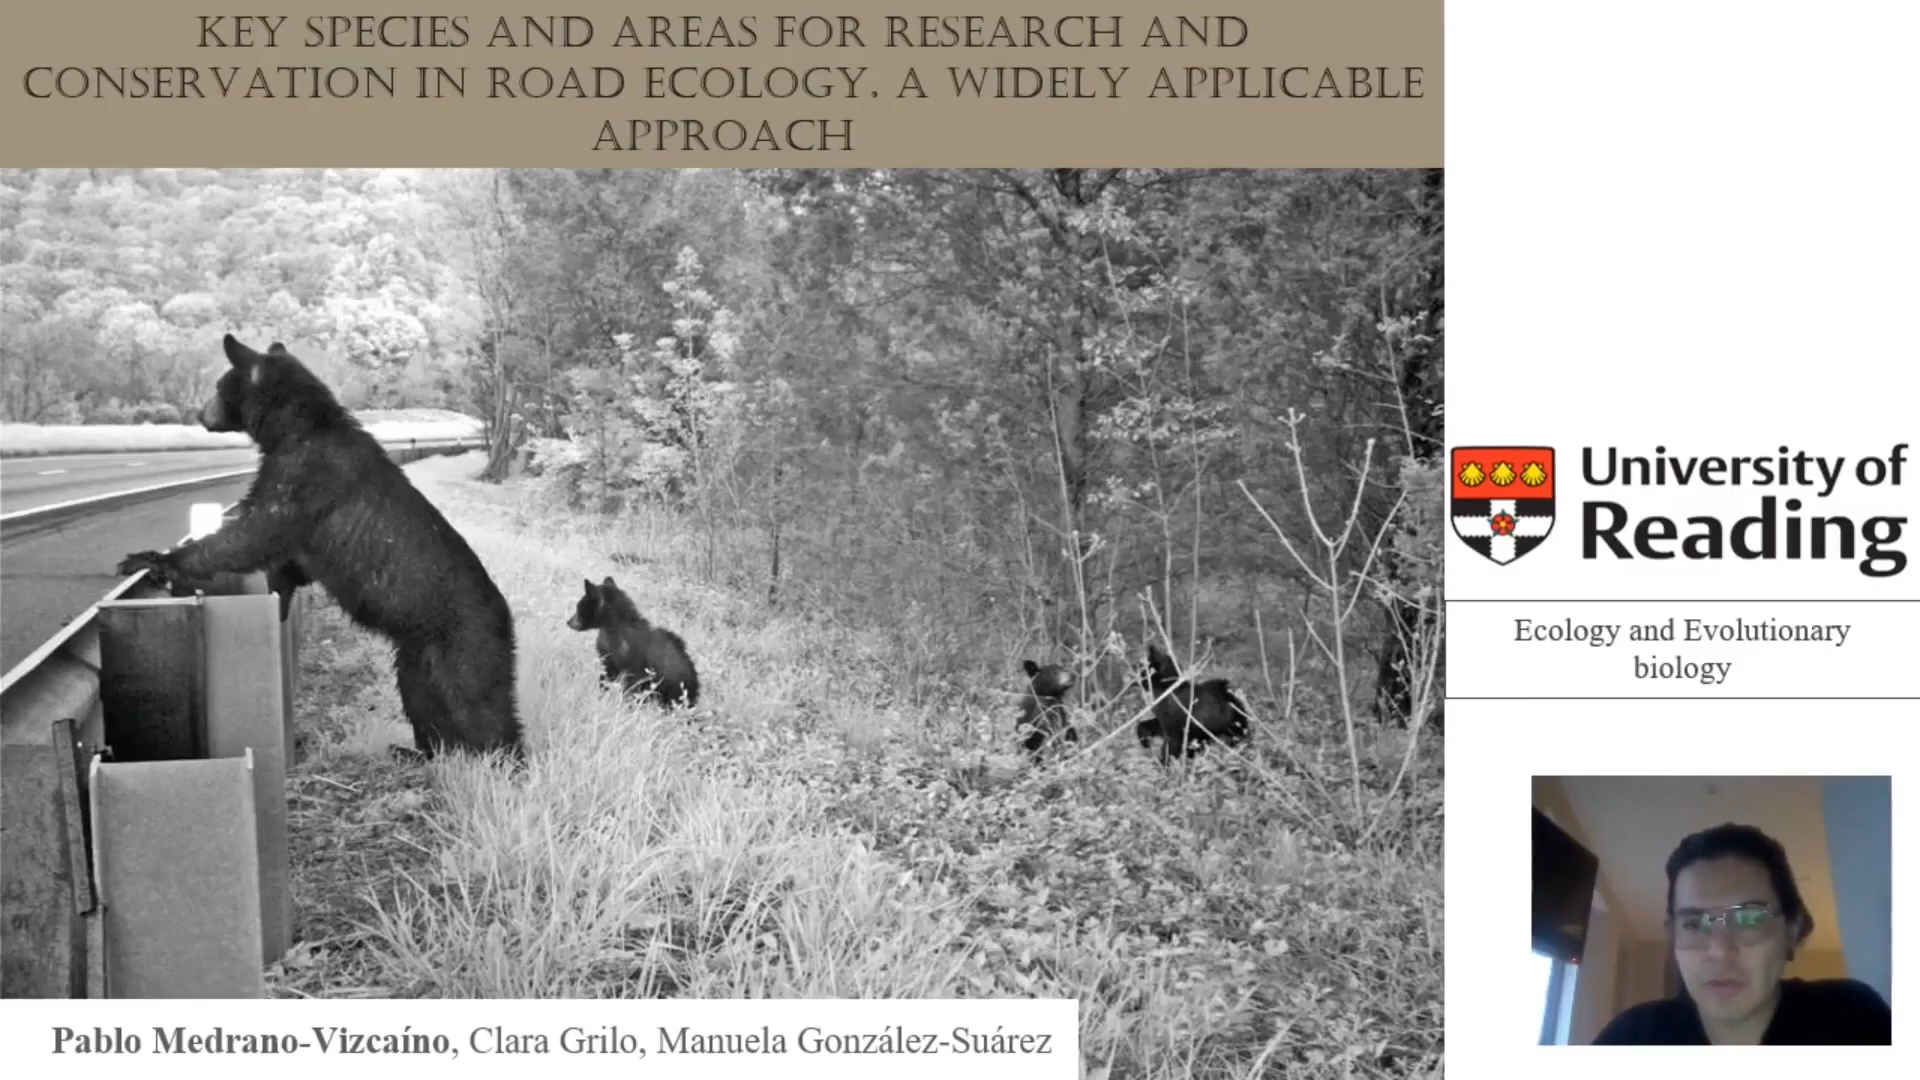 KEY SPECIES AND AREAS FOR RESEARCH AND
CONSERVATION IN ROAD ECOLOGY. A WIDELY APPLICABLE
APPROACH
University of
Reading
Ecology and Evolutionary
biology
Pablo Medrano-Vizcaíno, Clara Grilo, Manuela González-Suárez